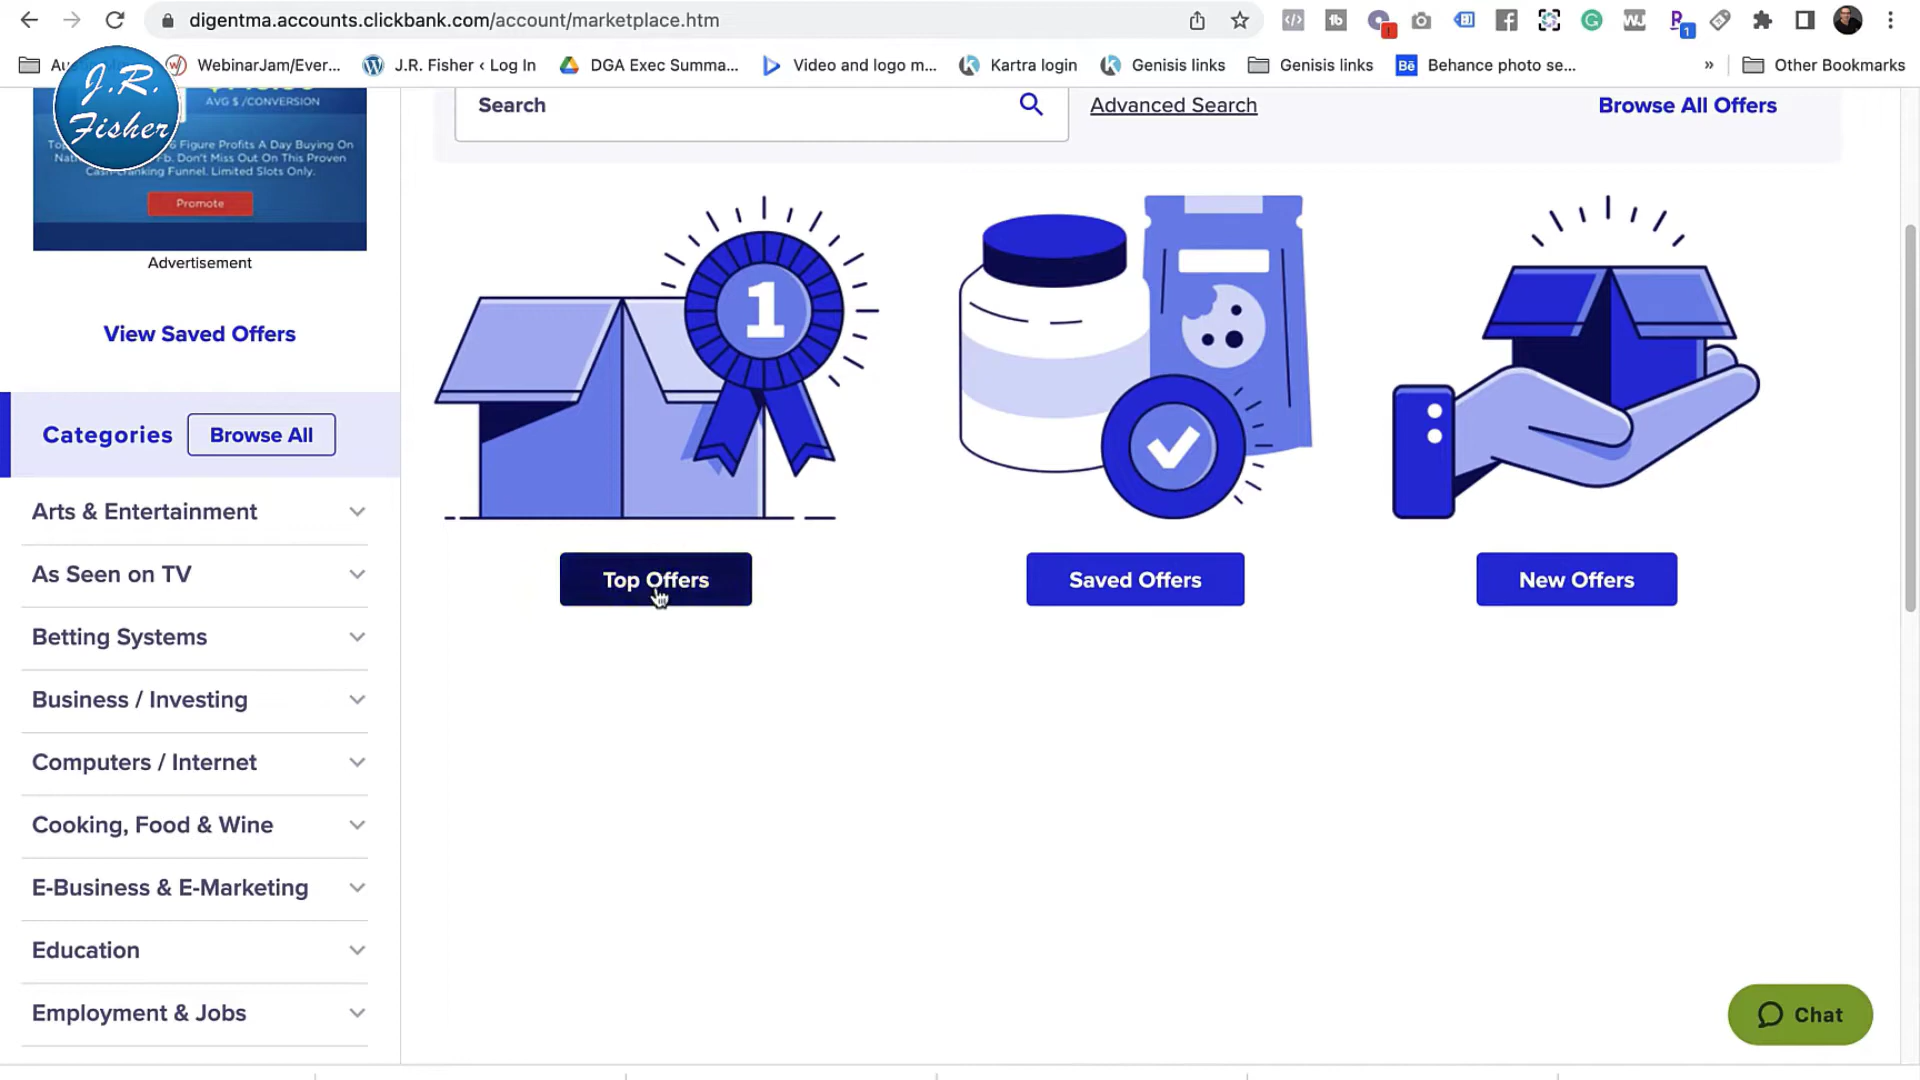 digentma.accounts.clickbank.com/account/marketplace.htm
WebinarJam/Ever...
J.R. Fisher ‹ Log In
DGA Exec Summa...
Video and logo m...
Kartra login
Genisis links
Genisis links
Behance photo se...
»
Other Bookmarks
J.R.
Fisher
AVG $ /CONVERSION
6 Figure Profits A Day Buying On
Fb. Don't Miss Out On This Proven
Cash-Cranking Funnel. Limited Slots Only.
Promote
Advertisement
View Saved Offers
Search
Advanced Search
Browse All Offers
1
Top Offers
Saved Offers
New Offers
Categories
Browse All
Arts & Entertainment
As Seen on TV
Betting Systems
Business / Investing
Computers / Internet
Cooking, Food & Wine
E-Business & E-Marketing
Education
Employment & Jobs
Chat